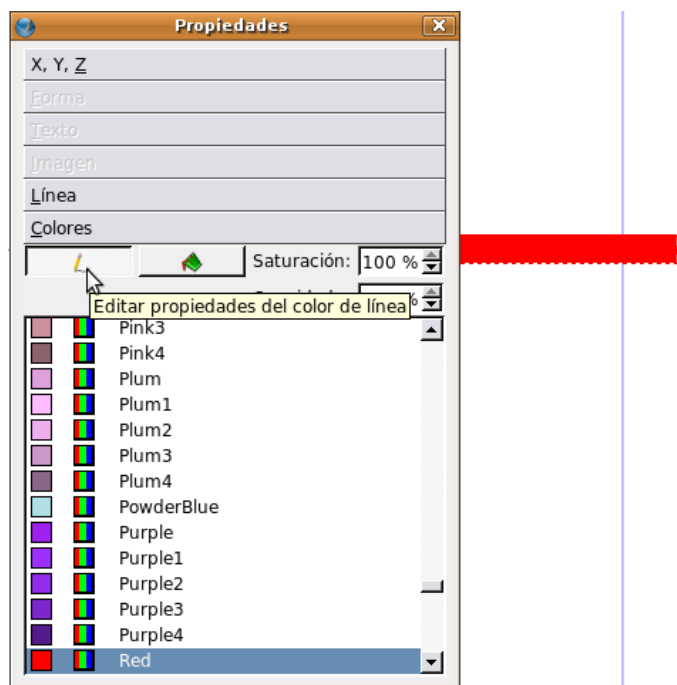 Propiedades
X, Y, Z
Forma
Texto
Imagen
Línea
Colores
Saturación: 100 %
%
Editar propiedades del color de línea
Pink3
Pink4
Plum
Plum1
Plum2
Plum3
Plum4
PowderBlue
Purple
Purple1
Purple2
Purple3
Purple4
Red